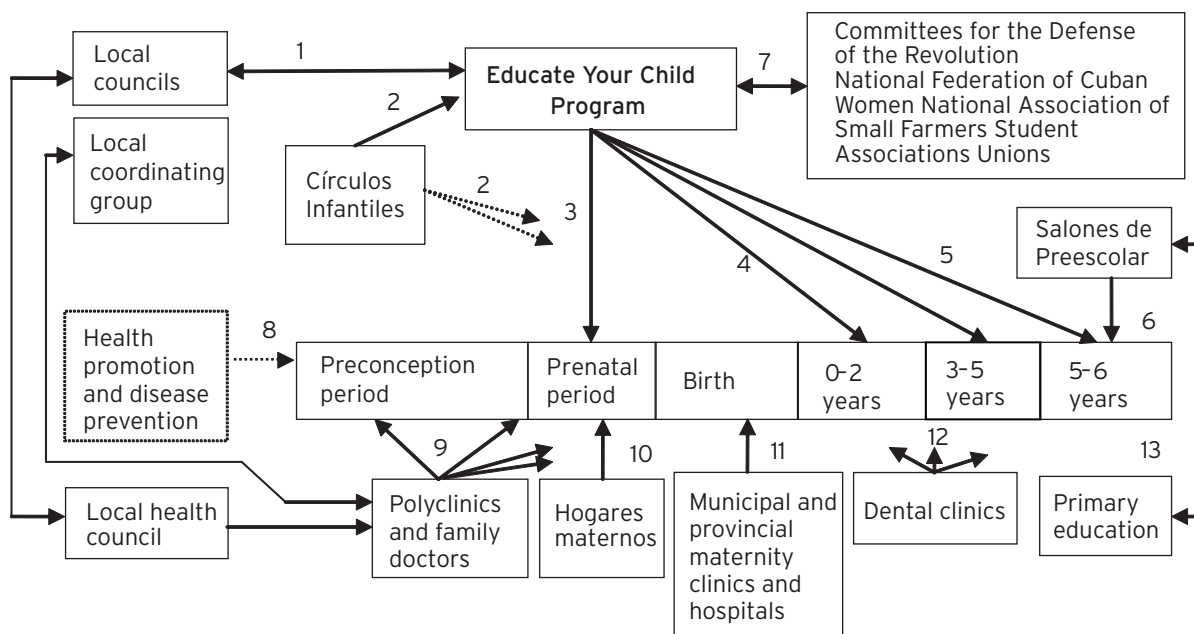 Local
councils
1
Educate Your Child
Program
7
Committees for the Defense
of the Revolution
National Federation of Cuban
Women National Association of
Small Farmers Student
Associations Unions
2
Local
coordinating
group
Círculos
Infantiles
2
3
4
5
Salones de
Preescolar
6
Health
promotion
and disease
prevention
8
Preconception
period
Prenatal
period
Birth
0-2
years
3-5
years
5-6
years
9
10
11
12
13
Local health
council
Polyclinics
and family
doctors
Hogares
maternos
Municipal and
provincial
maternity
clinics and
hospitals
Dental clinics
Primary
education